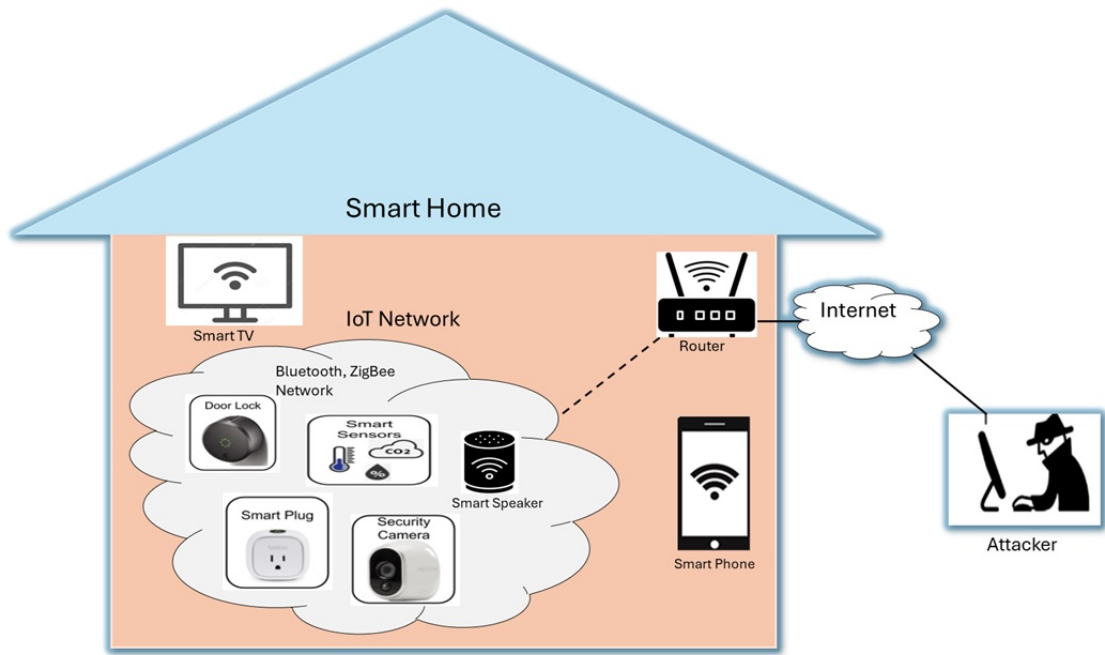 Smart Home
Smart TV
IoT Network
Router
Internet
Bluetooth, ZigBee
Network
Door Lock
Smart
Sensors
CO2
%
Smart Speaker
Smart Plug
Security
Camera
Smart Phone
Attacker